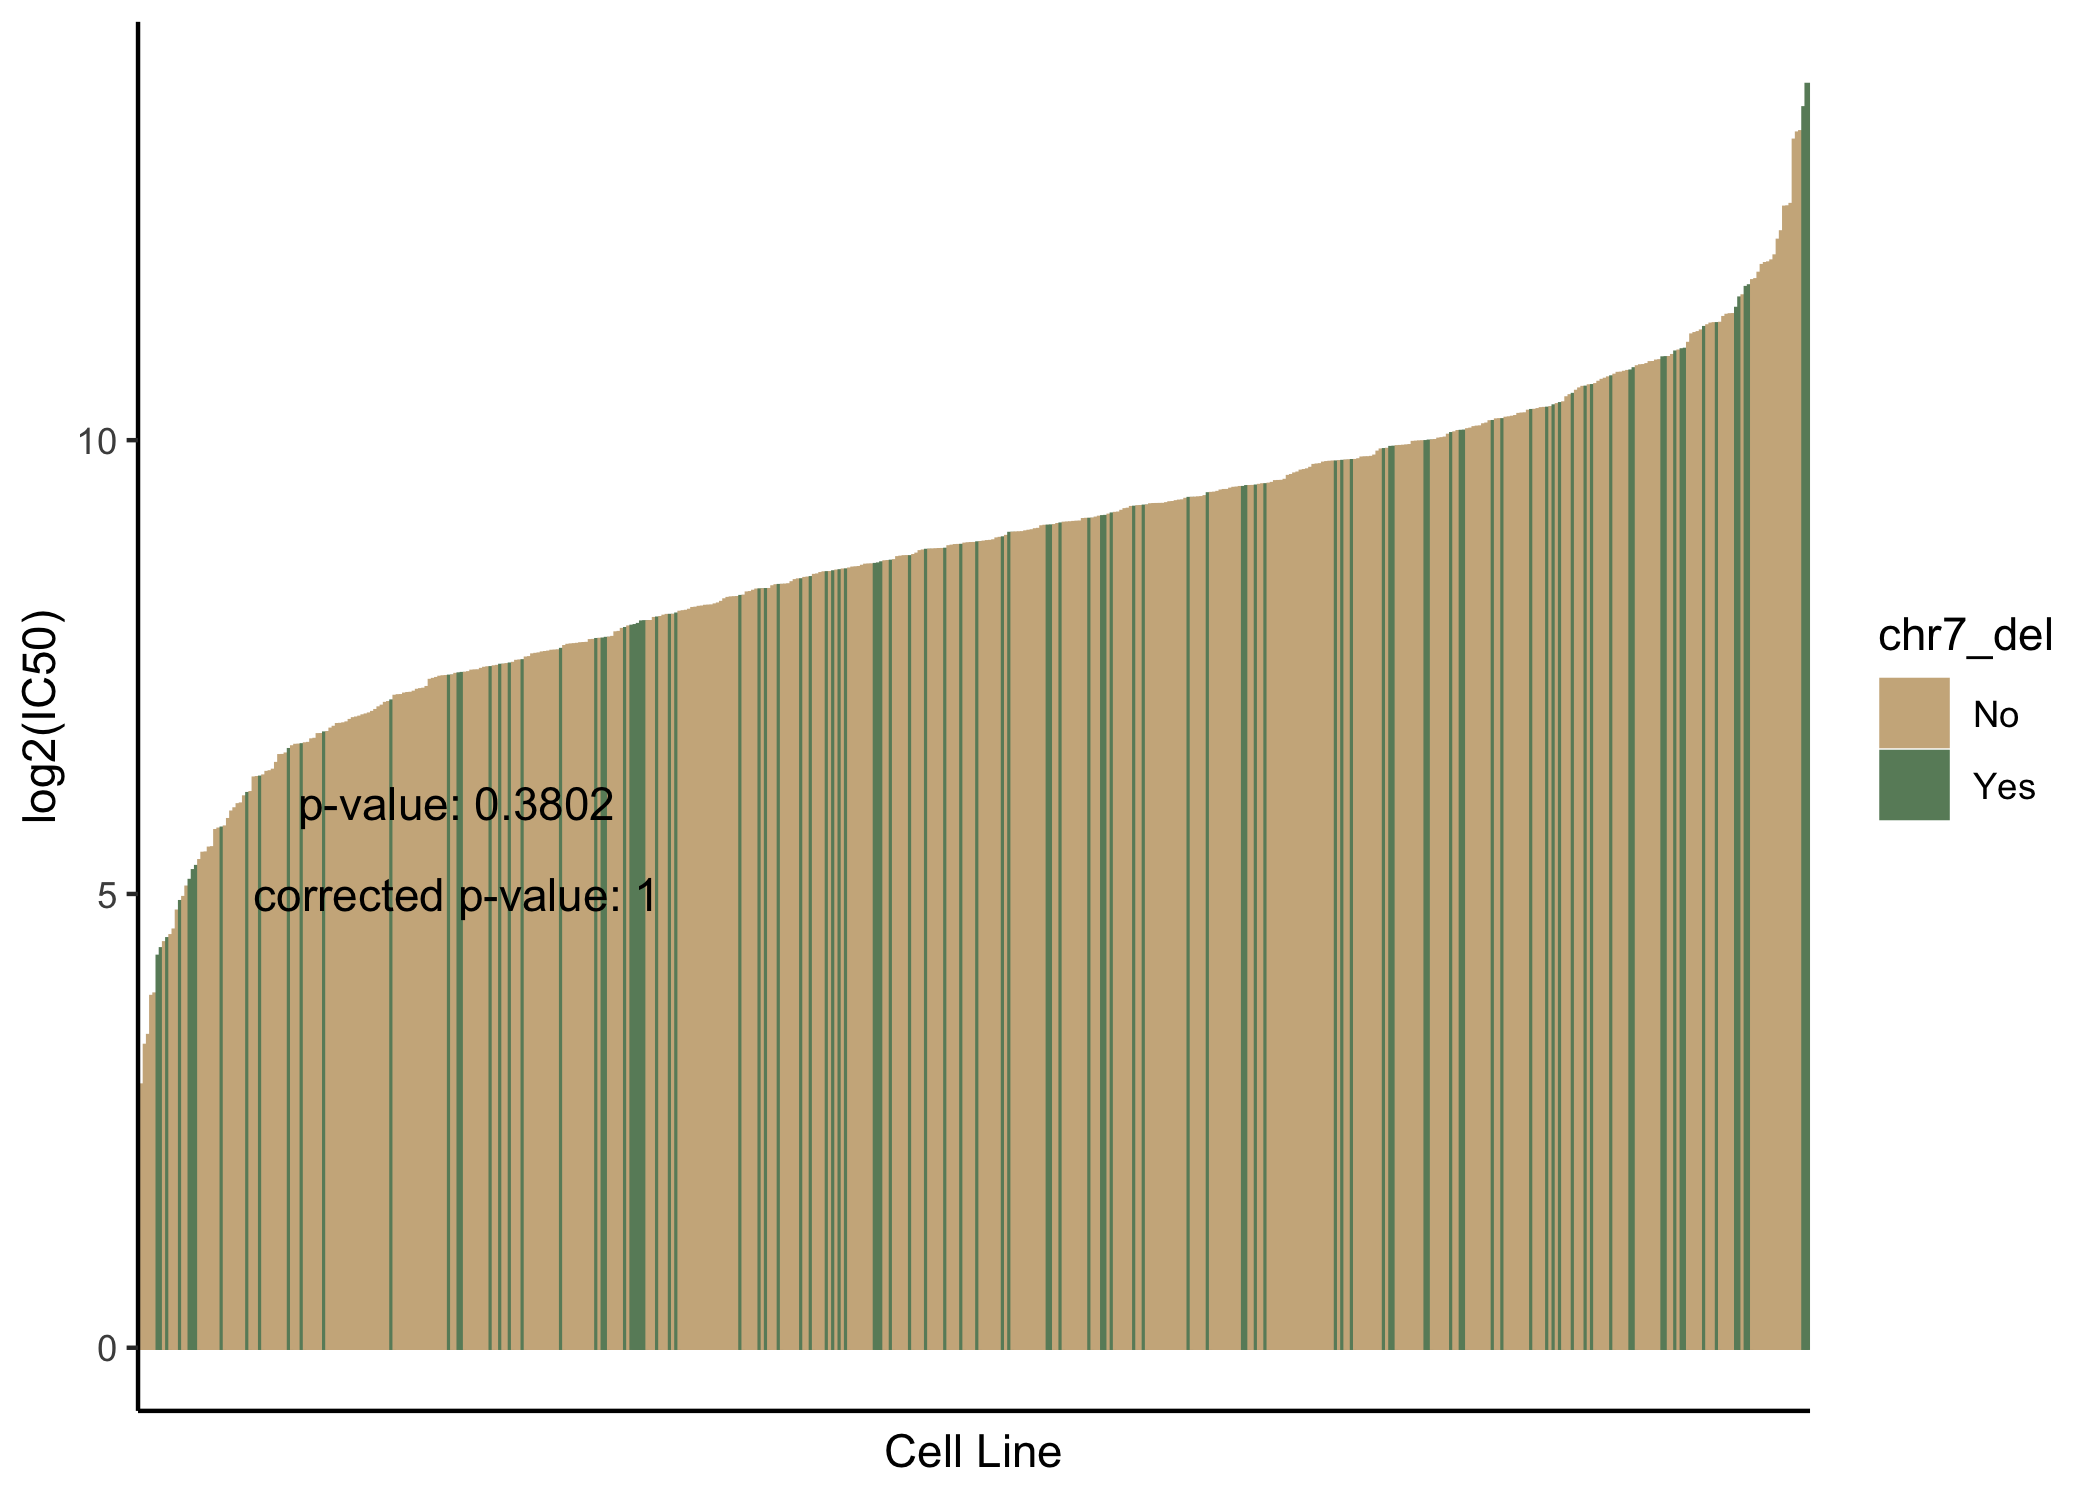 10
5
0
log2(IC50)
p-value: 0.3802
corrected p-value: 1
Cell Line
chr7_del
No
Yes